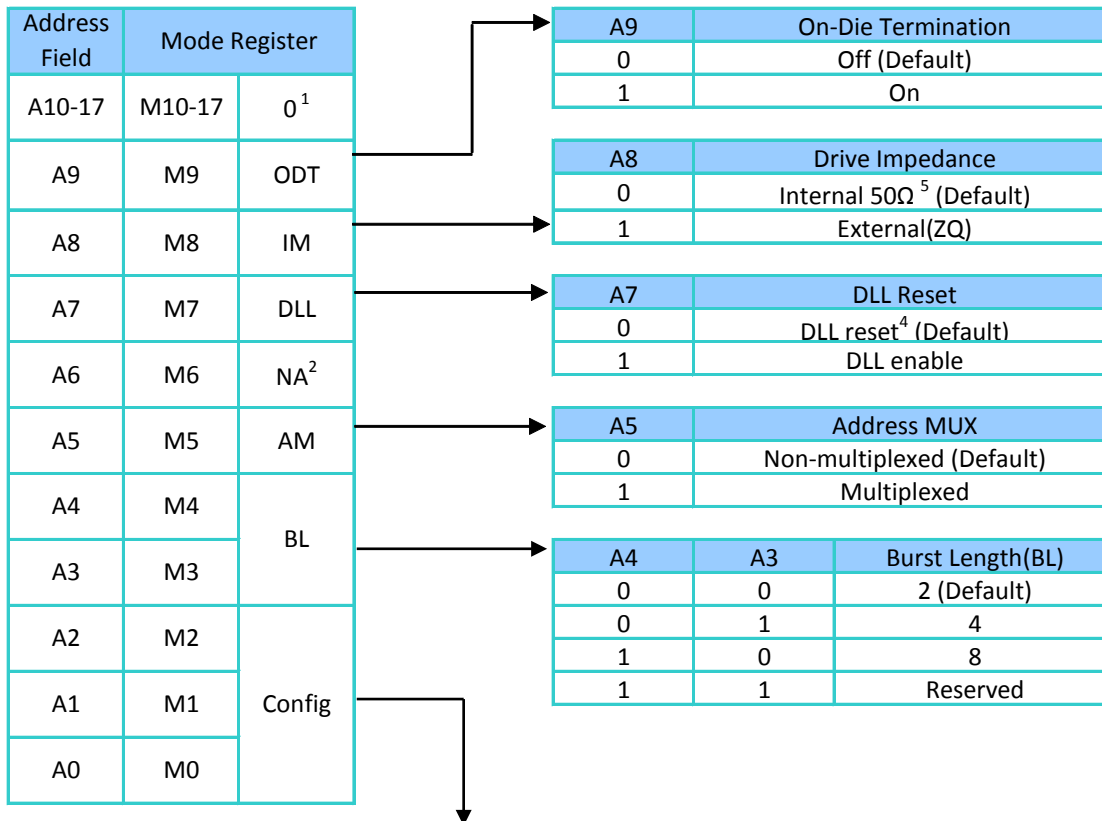 Address Field Mode Register
A10-17 M10-17 0¹
A9 M9 ODT
A8 M8 IM
A7 M7 DLL
A6 M6 NA²
A5 M5 AM
A4 M4 BL
A3 M3
A2 M2 Config
A1 M1
A0 M0
A9 On-Die Termination
0 Off (Default)
1 On
A8 Drive Impedance
0 Internal 50Ω ⁵ (Default)
1 External(ZQ)
A7 DLL Reset
0 DLL reset⁴ (Default)
1 DLL enable
A5 Address MUX
0 Non-multiplexed (Default)
1 Multiplexed
A4 A3 Burst Length(BL)
0 0 2 (Default)
0 1 4
1 0 8
1 1 Reserved